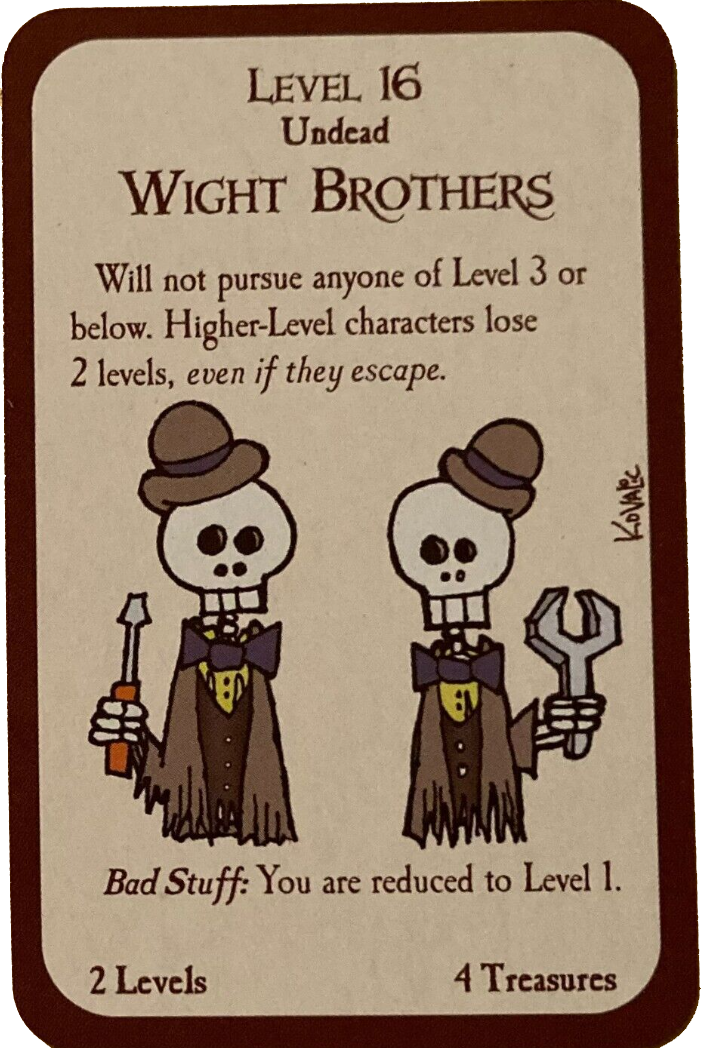 Level 16
Undead
Wight Brothers
Will not pursue anyone of Level 3 or
below. Higher-Level characters lose
2 levels, even if they escape.
Kovalic
Bad Stuff: You are reduced to Level 1.
2 Levels
4 Treasures